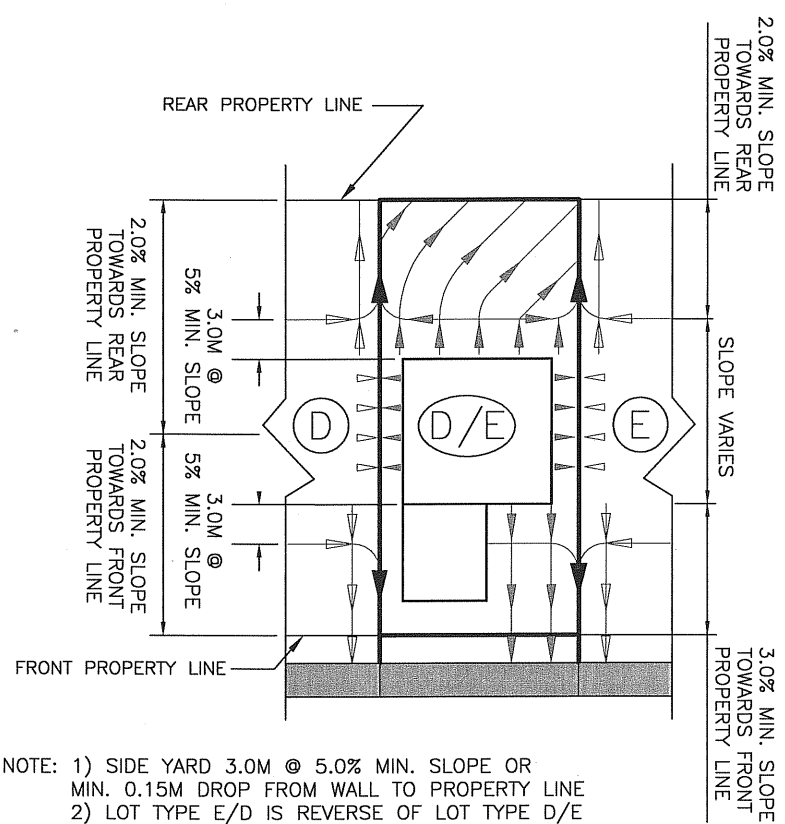 2.0% MIN. SLOPE
TOWARDS REAR
PROPERTY LINE
REAR PROPERTY LINE
2.0% MIN. SLOPE
TOWARDS REAR
PROPERTY LINE
3.0M @
5% MIN. SLOPE
SLOPE VARIES
D
D/E
E
2.0% MIN. SLOPE
TOWARDS FRONT
PROPERTY LINE
3.0M @
5% MIN. SLOPE
3.0% MIN. SLOPE
TOWARDS FRONT
PROPERTY LINE
FRONT PROPERTY LINE
NOTE: 1) SIDE YARD 3.0M @ 5.0% MIN. SLOPE OR
MIN. 0.15M DROP FROM WALL TO PROPERTY LINE
2) LOT TYPE E/D IS REVERSE OF LOT TYPE D/E